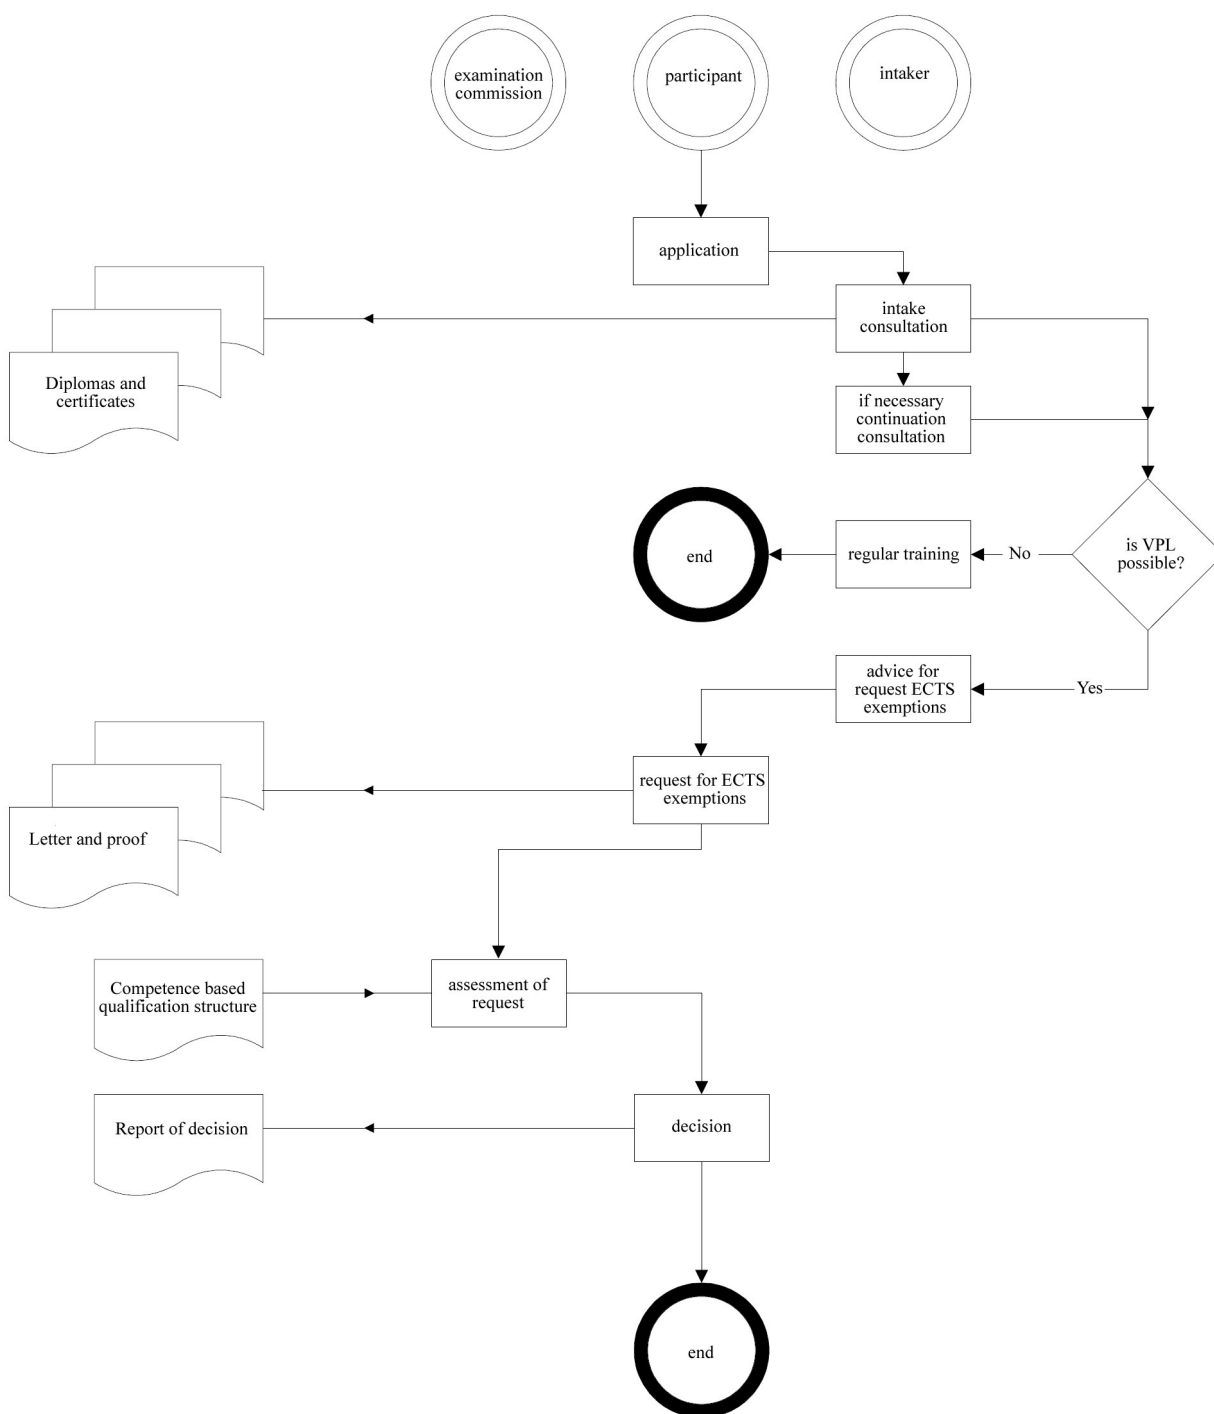 examination
commission
participant
intaker
application
intake
consultation
Diplomas and
certificates
if necessary
continuation
consultation
end
regular training
No
is VPL
possible?
advice for
request ECTS
exemptions
Yes
request for ECTS
exemptions
Letter and proof
Competence based
qualification structure
assessment of
request
Report of decision
decision
end